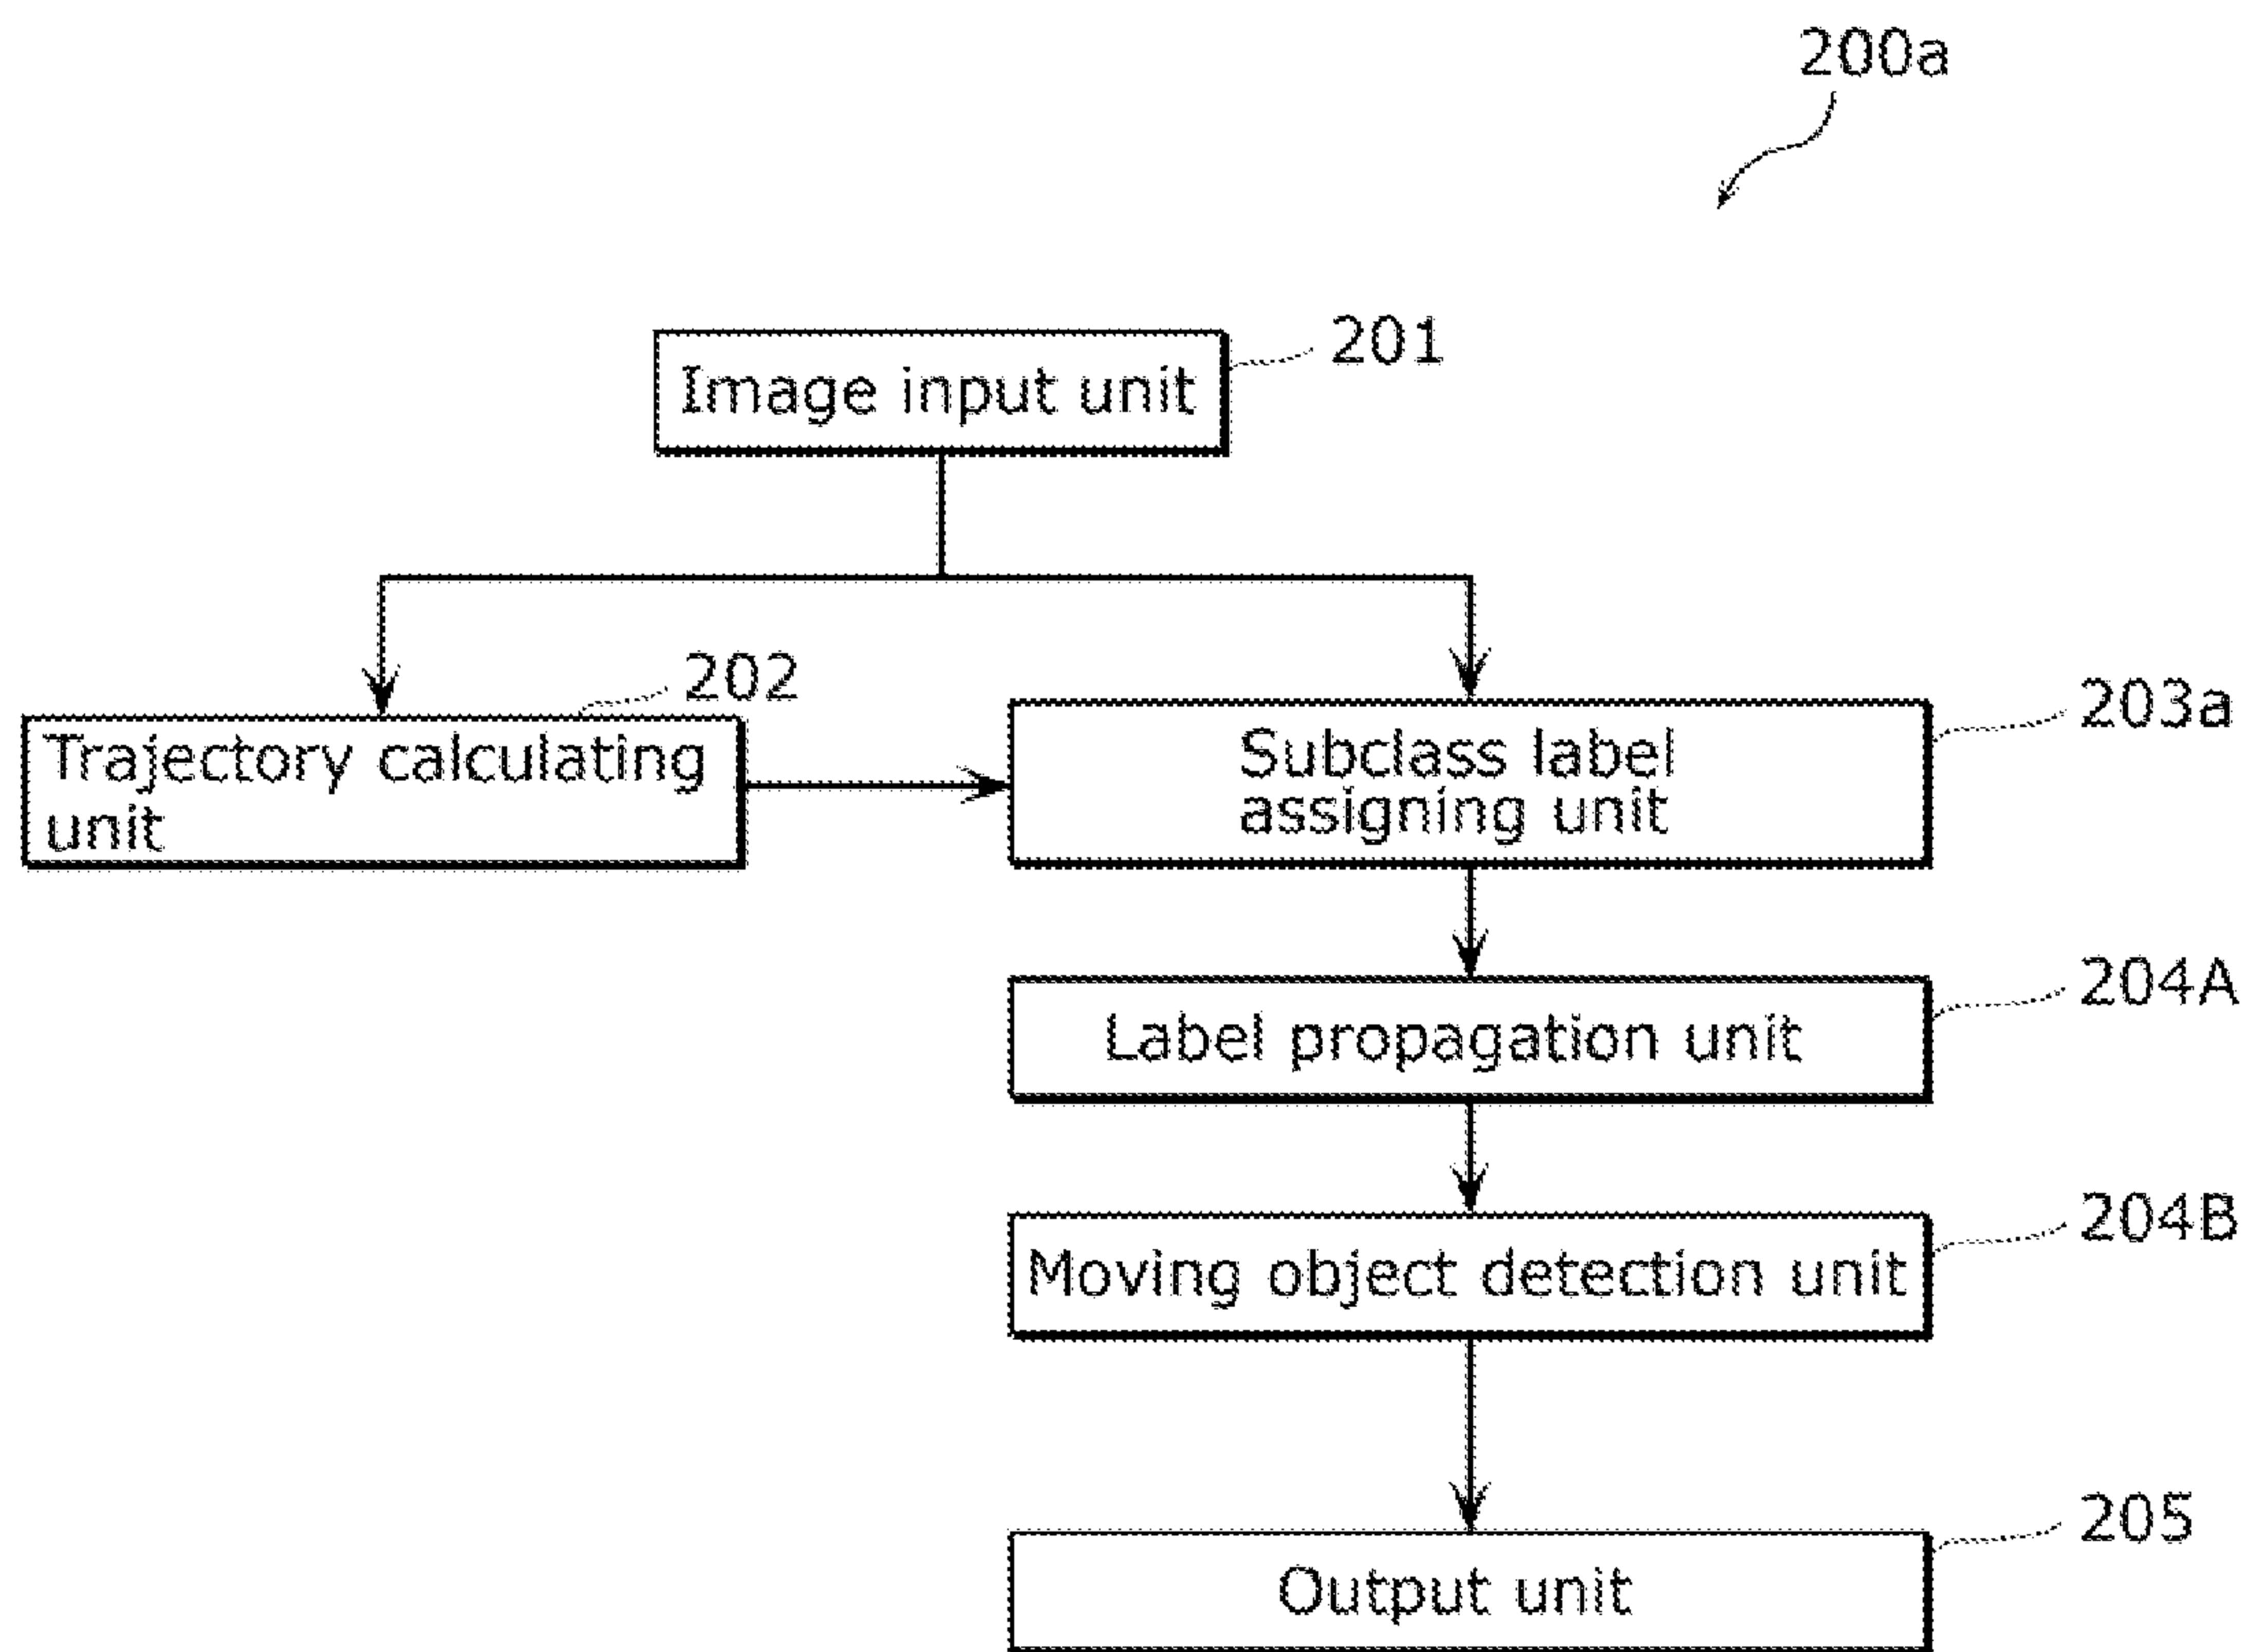 200a
201
Image input unit
202
Trajectory calculating
unit
203a
Subclass label
assigning unit
204A
Label propagation unit
204B
Moving object detection unit
205
Output unit